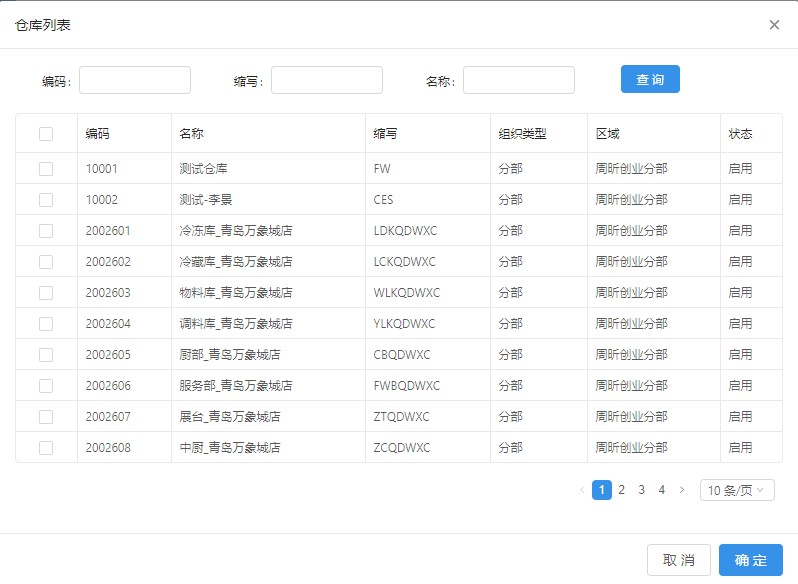 仓库列表
编码: 缩写: 名称: 查 询
编码 名称 缩写 组织类型 区域 状态
10001 测试仓库 FW 分部 周昕创业分部 启用
10002 测试-李景 CES 分部 周昕创业分部 启用
2002601 冷冻库_青岛万象城店 LDKQDWXC 分部 周昕创业分部 启用
2002602 冷藏库_青岛万象城店 LCKQDWXC 分部 周昕创业分部 启用
2002603 物料库_青岛万象城店 WLKQDWXC 分部 周昕创业分部 启用
2002604 调料库_青岛万象城店 YLKQDWXC 分部 周昕创业分部 启用
2002605 厨部_青岛万象城店 CBQDWXC 分部 周昕创业分部 启用
2002606 服务部_青岛万象城店 FWBQDWXC 分部 周昕创业分部 启用
2002607 展台_青岛万象城店 ZTQDWXC 分部 周昕创业分部 启用
2002608 中厨_青岛万象城店 ZCQDWXC 分部 周昕创业分部 启用
1 2 3 4 10 条/页
取 消 确 定